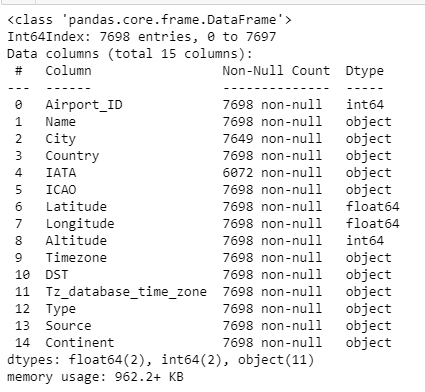 <class 'pandas.core.frame.DataFrame'>
Int64Index: 7698 entries, 0 to 7697
Data columns (total 15 columns):
 #   Column                 Non-Null Count  Dtype
---  ------                 --------------  -----
 0   Airport_ID             7698 non-null   int64
 1   Name                   7698 non-null   object
 2   City                   7649 non-null   object
 3   Country                7698 non-null   object
 4   IATA                   6072 non-null   object
 5   ICAO                   7698 non-null   object
 6   Latitude               7698 non-null   float64
 7   Longitude              7698 non-null   float64
 8   Altitude               7698 non-null   int64
 9   Timezone               7698 non-null   object
 10  DST                    7698 non-null   object
 11  Tz_database_time_zone  7698 non-null   object
 12  Type                   7698 non-null   object
 13  Source                 7698 non-null   object
 14  Continent              7698 non-null   object
dtypes: float64(2), int64(2), object(11)
memory usage: 962.2+ KB